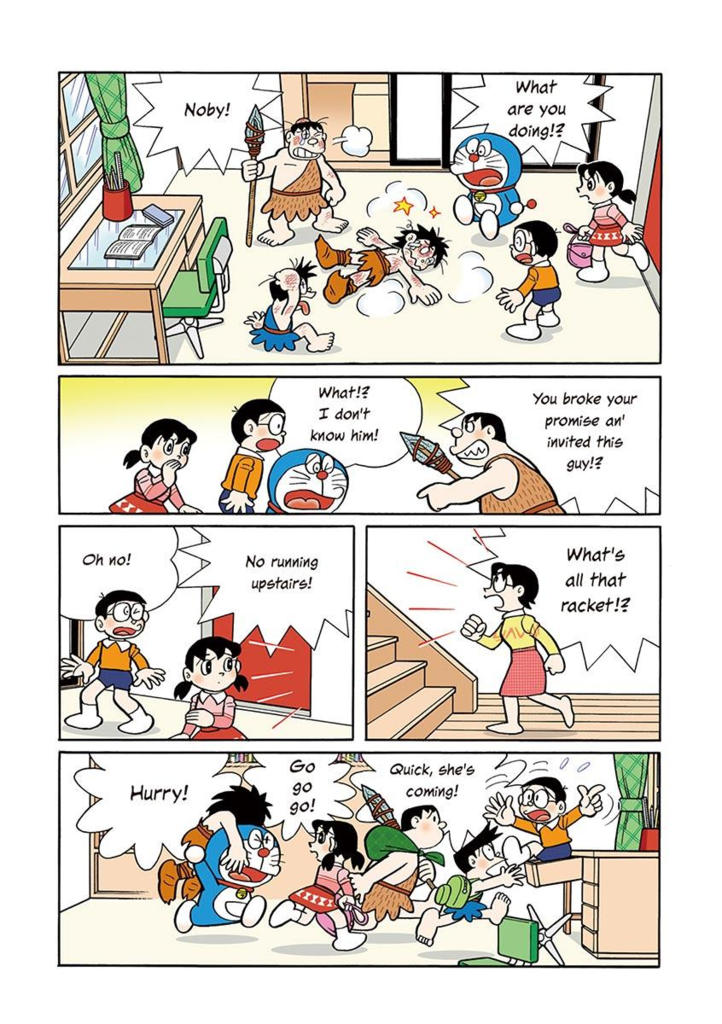 Noby!
What
are you
doing!?
What!?
I don't
know him!
You broke your
promise an'
invited this
guy!?
Oh no!
No running
upstairs!
What's
all that
racket!?
Hurry!
Go
go
go!
Quick, she's
coming!